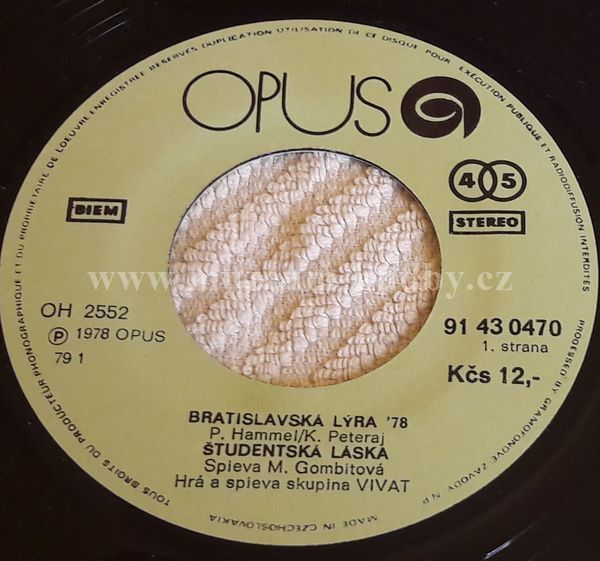 TOUS DROITS DU PRODUCTEUR PHONOGRAPHIQUE ET DU PROPRIÉTAIRE DE L'OEUVRE ENREGISTRÉE RÉSERVÉS DUPLICATION UTILISATION DE CE DISQUE POUR EXÉCUTION PUBLIQUE ET RADIODIFFUSION INTERDITES
PROCESSED BY GRAMOFONOVÉ ZÁVODY N.P.
OPUS
45
BIEM
STEREO
OH 2552
℗ 1978 OPUS
79 1
91 43 0470
1. strana
Kčs 12,-
BRATISLAVSKÁ LÝRA '78
P. Hammel/K. Peteraj
ŠTUDENTSKÁ LÁSKA
Spieva M. Gombitová
Hrá a spieva skupina VIVAT
MADE IN CZECHOSLOVAKIA